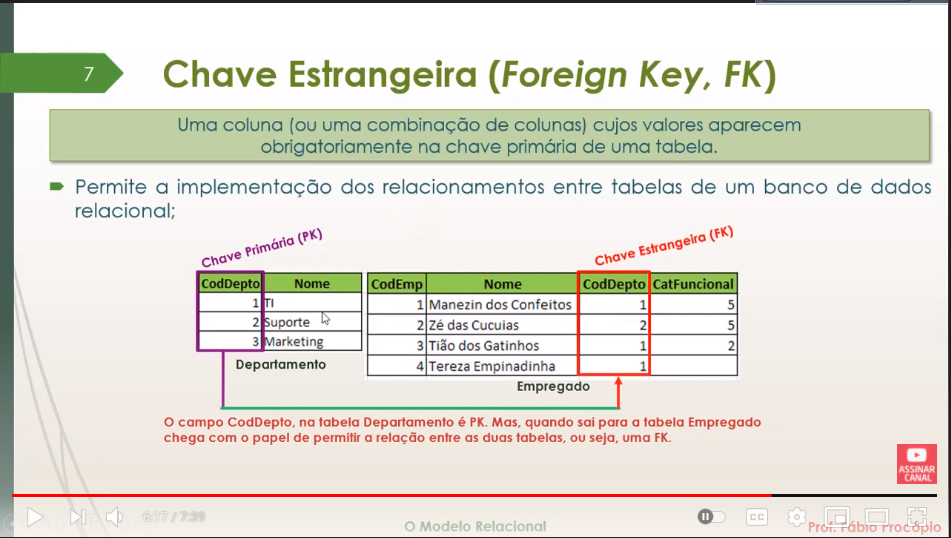 7
Chave Estrangeira (Foreign Key, FK)
Uma coluna (ou uma combinação de colunas) cujos valores aparecem
obrigatoriamente na chave primária de uma tabela.
Permite a implementação dos relacionamentos entre tabelas de um banco de dados
relacional;
Chave Primária (PK)
Chave Estrangeira (FK)
CodDepto Nome
1 TI
2 Suporte
3 Marketing
Departamento
CodEmp Nome CodDepto CatFuncional
1 Manezin dos Confeitos 1 5
2 Zé das Cucuias 2 5
3 Tião dos Gatinhos 1 2
4 Tereza Empinadinha 1
Empregado
O campo CodDepto, na tabela Departamento é PK. Mas, quando sai para a tabela Empregado
chega com o papel de permitir a relação entre as duas tabelas, ou seja, uma FK.
ASSINAR
CANAL
6:17 / 7:39
CC
O Modelo Relacional
Prof. Fábio Procópio